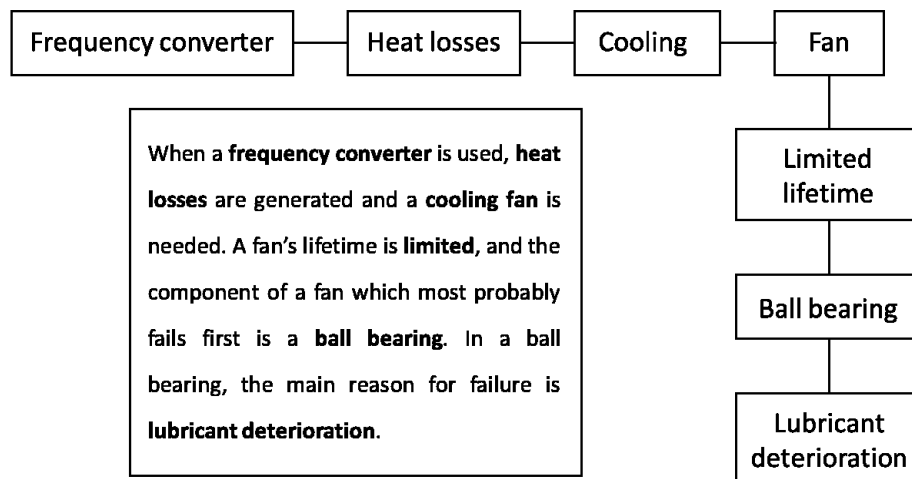 Frequency converter
Heat losses
Cooling
Fan
Limited
lifetime
Ball bearing
Lubricant
deterioration
When a frequency converter is used, heat
losses are generated and a cooling fan is
needed. A fan’s lifetime is limited, and the
component of a fan which most probably
fails first is a ball bearing. In a ball
bearing, the main reason for failure is
lubricant deterioration.